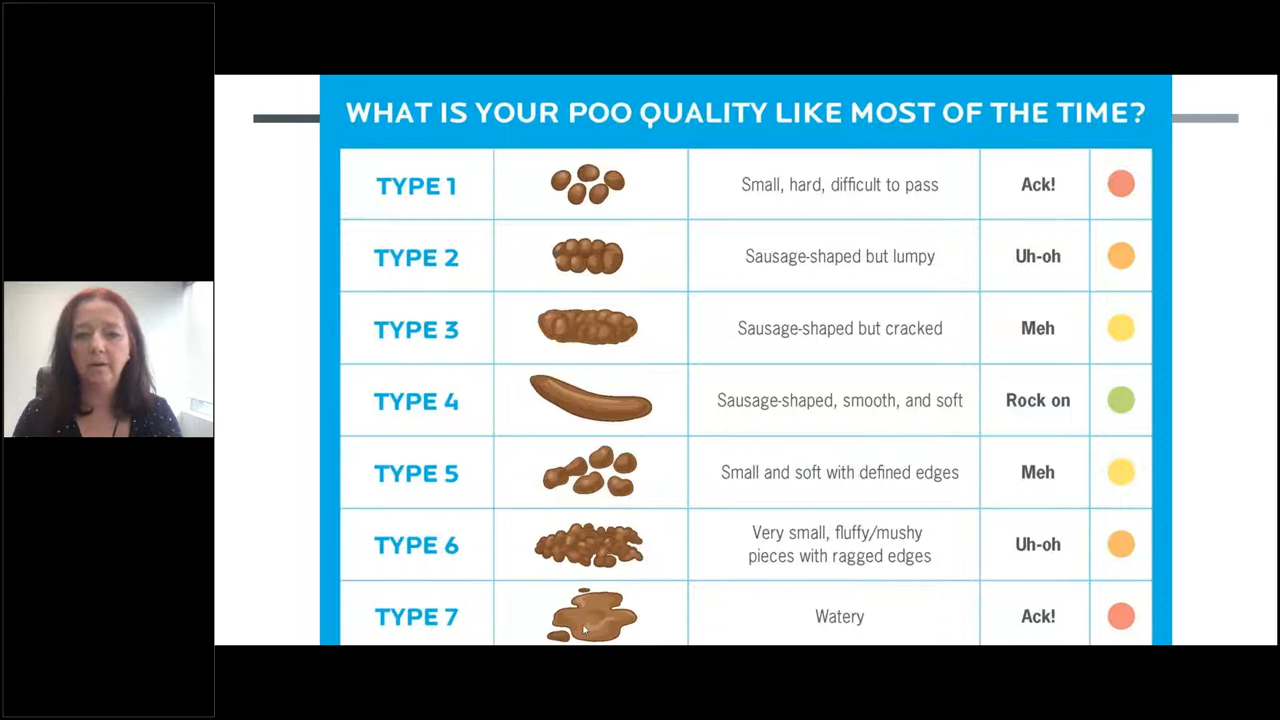 WHAT IS YOUR POO QUALITY LIKE MOST OF THE TIME?
TYPE 1 Small, hard, difficult to pass Ack!
TYPE 2 Sausage-shaped but lumpy Uh-oh
TYPE 3 Sausage-shaped but cracked Meh
TYPE 4 Sausage-shaped, smooth, and soft Rock on
TYPE 5 Small and soft with defined edges Meh
TYPE 6 Very small, fluffy/mushy
pieces with ragged edges Uh-oh
TYPE 7 Watery Ack!